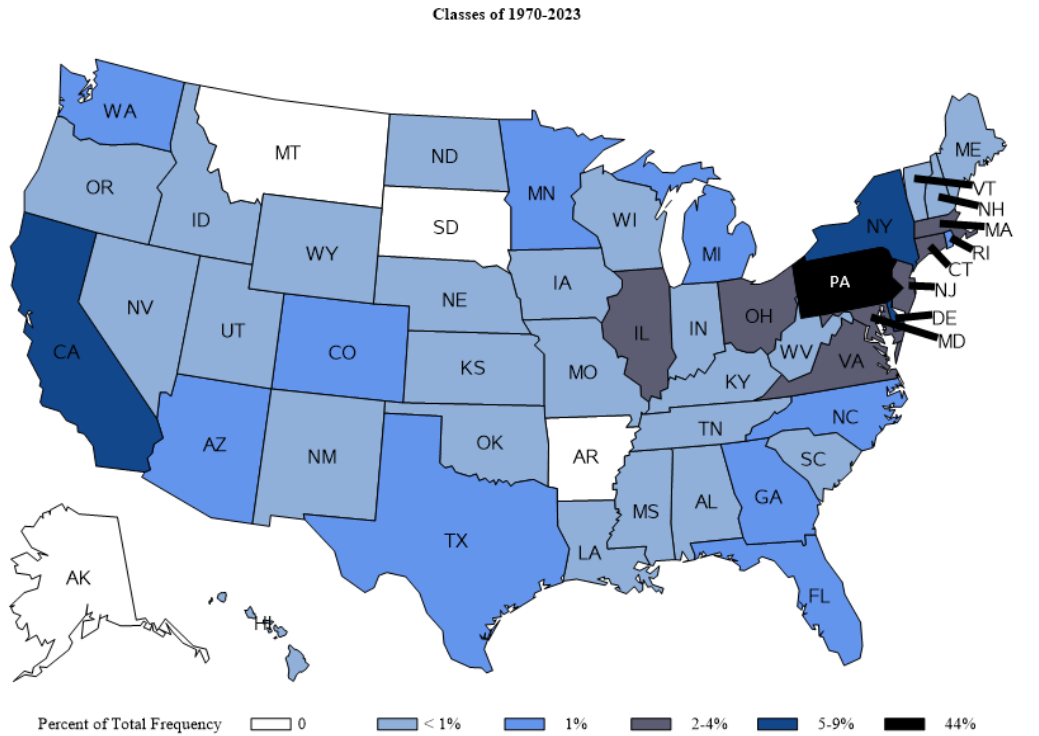 Classes of 1970-2023
WA
MT
ND
MN
ME
OR
ID
SD
WI
VT
NH
NY
MA
WY
MI
RI
CT
IA
PA
NJ
NV
NE
DE
UT
IL
IN
OH
MD
CA
CO
WV
VA
KS
MO
KY
NC
AZ
TN
NM
OK
AR
SC
MS
AL
GA
TX
LA
AK
FL
HI
Percent of Total Frequency 0 < 1% 1% 2-4% 5-9% 44%